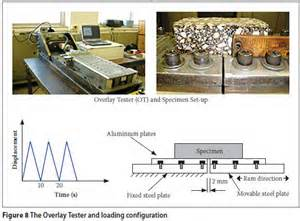 Overlay Tester (OT) and Specimen Set-up
Displacement
10
20
Time (s)
Aluminium plates
Specimen
Ram direction
2 mm
Fixed steel plate
Movable steel plate
Figure 8 The Overlay Tester and loading configuration